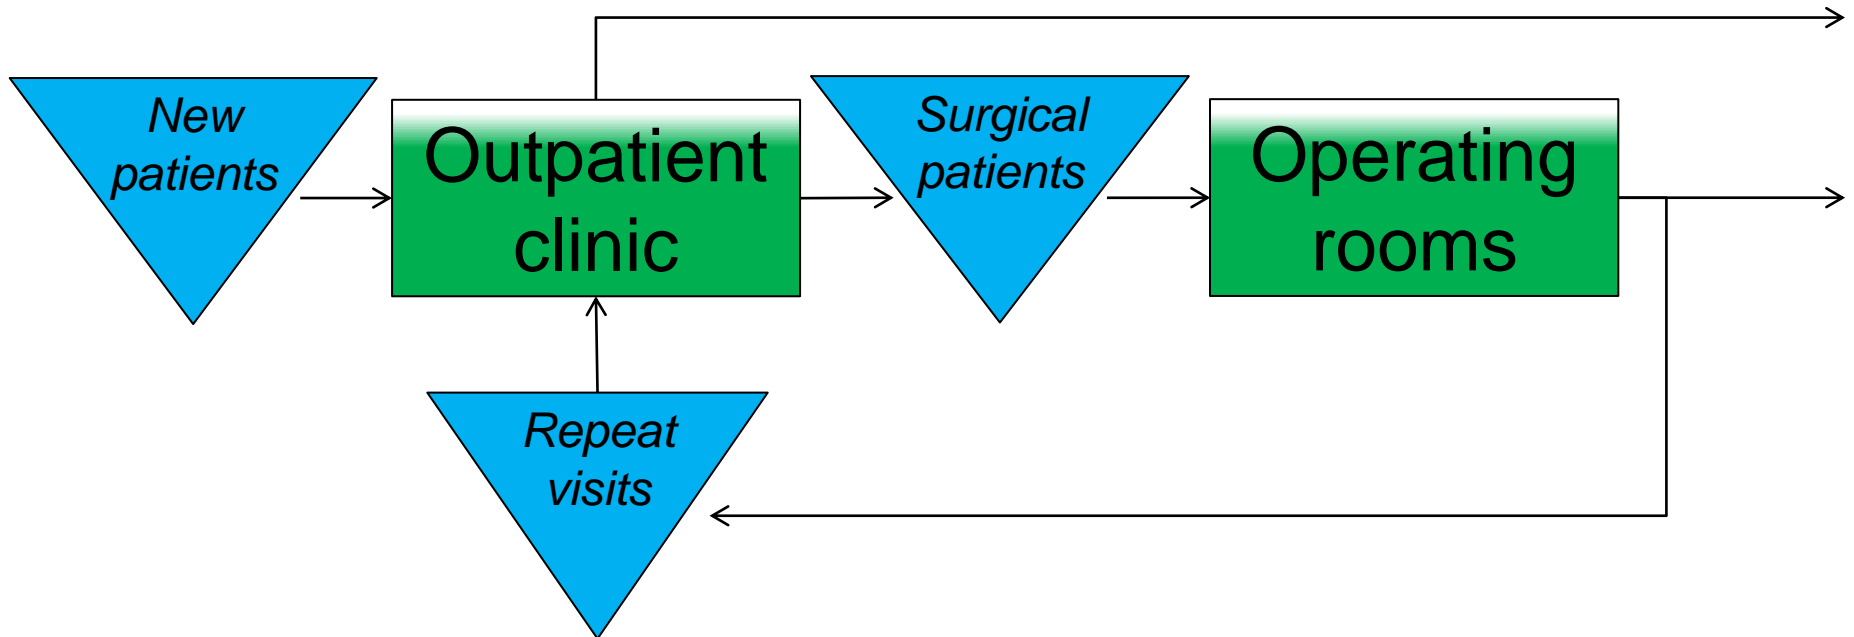 New
patients
Outpatient
clinic
Surgical
patients
Operating
rooms
Repeat
visits